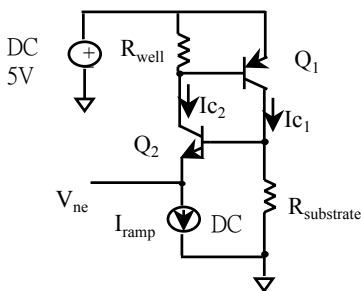 DC
5V
+
R_well
Q_1
Ic_2
Ic_1
Q_2
V_ne
I_ramp
DC
R_substrate